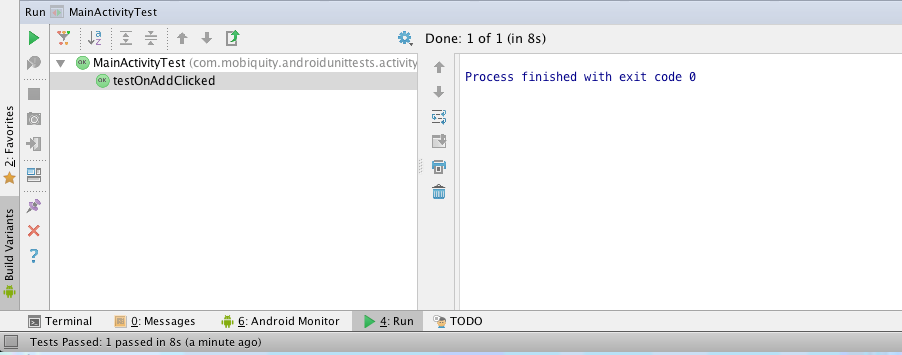 Run MainActivityTest
Done: 1 of 1 (in 8s)
OK MainActivityTest (com.mobiquity.androidunittests.activity
OK testOnAddClicked
Process finished with exit code 0
2: Favorites
Build Variants
Terminal 0: Messages 6: Android Monitor 4: Run TODO
Tests Passed: 1 passed in 8s (a minute ago)